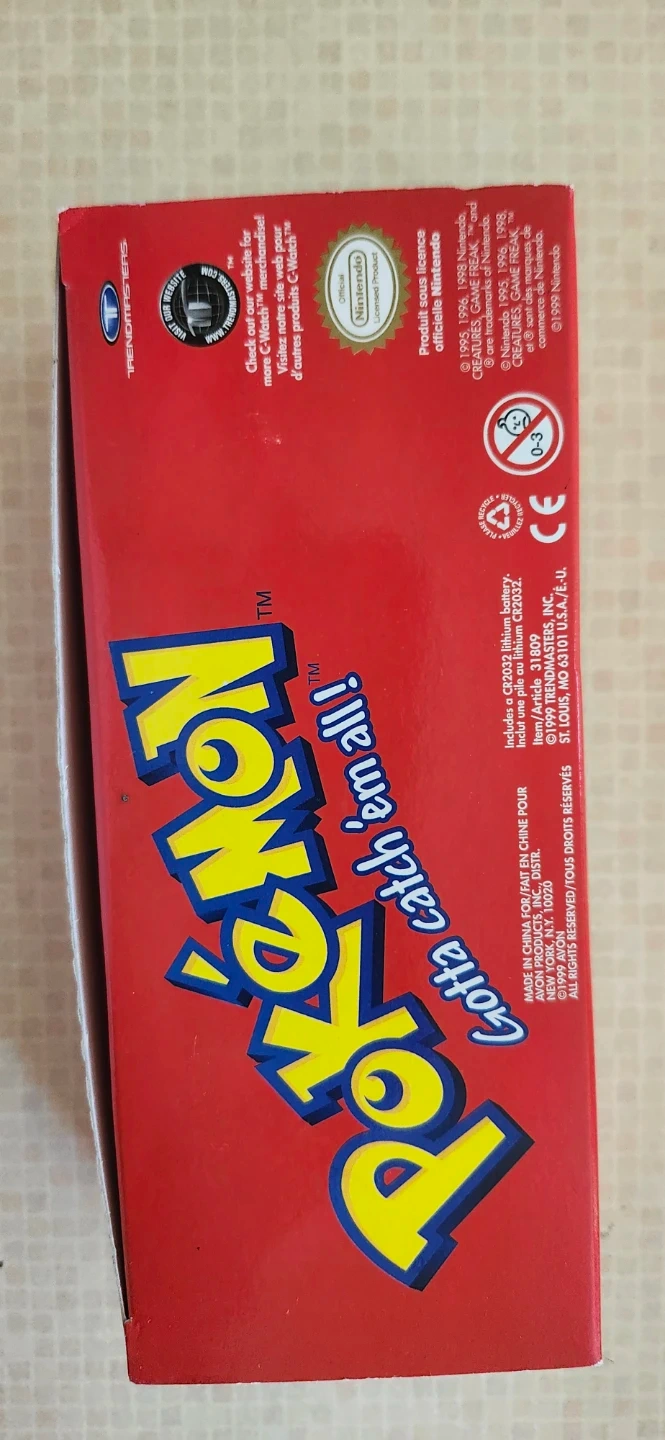 POKéMON™
Gotta catch 'em all!™
MADE IN CHINA FOR/FAIT EN CHINE POUR
AVON PRODUCTS, INC., DISTR.
NEW YORK, N.Y. 10020
©1999 AVON
ALL RIGHTS RESERVED/TOUS DROITS RÉSERVÉS
Includes a CR2032 lithium battery.
Inclut une pile au lithium CR2032.
Item/Article 31809
©1999 TRENDMASTERS, INC.
ST. LOUIS, MO 63101 U.S.A./É.-U.
PLEASE RECYCLE • RÉUTILISEZ
CE
0-3
TRENDMASTERS
VISIT OUR WEBSITE
WWW.TRENDMASTERS.COM
™
Check out our website for
more C-Watch™ merchandise!
Visitez notre site web pour
d'autres produits C-Watch™
Official
Nintendo
Licensed Product
Produit sous licence
officielle Nintendo
©1995, 1996, 1998 Nintendo,
CREATURES, GAME FREAK, ™ and
® are trademarks of Nintendo.
© Nintendo 1995, 1996, 1998,
CREATURES, GAME FREAK, ™
et ® sont des marques de
commerce de Nintendo.
©1999 Nintendo